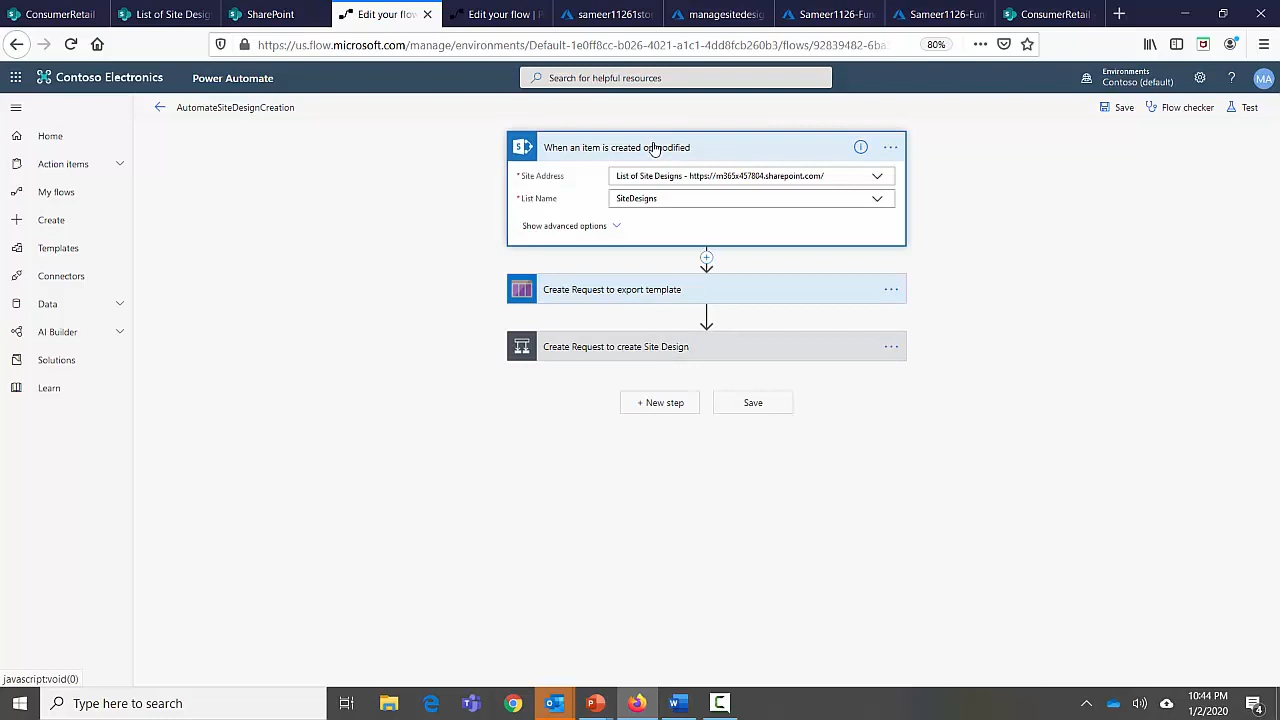 ConsumerRetail
List of Site Desig
SharePoint
Edit your flow
Edit your flow | P
sameer11261sto
managesitedesig
Sameer1126-Fun
Sameer1126-Fun
ConsumerRetail
https://us.flow.microsoft.com/manage/environments/Default-1e0ff8cc-b026-4021-a1c1-4dd8fcb260b3/flows/92839482-6ba
80%
Contoso Electronics
Power Automate
Search for helpful resources
Environments
Contoso (default)
MA
AutomateSiteDesignCreation
Save
Flow checker
Test
Home
Action items
My flows
Create
Templates
Connectors
Data
AI Builder
Solutions
Learn
When an item is created or modified
* Site Address
List of Site Designs - https://m365x457804.sharepoint.com/
* List Name
SiteDesigns
Show advanced options
Create Request to export template
Create Request to create Site Design
+ New step
Save
javascript:void(0)
Type here to search
10:44 PM
1/2/2020
4